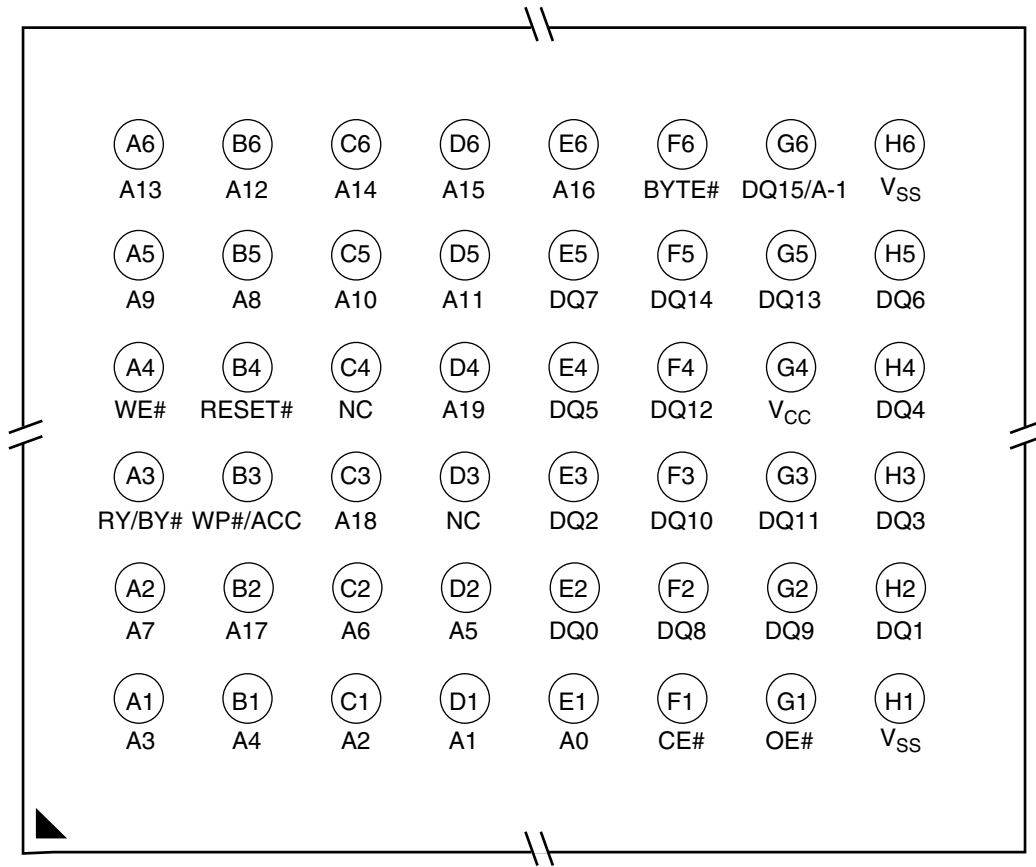 A6 B6 C6 D6 E6 F6 G6 H6
A13 A12 A14 A15 A16 BYTE# DQ15/A-1 VSS
A5 B5 C5 D5 E5 F5 G5 H5
A9 A8 A10 A11 DQ7 DQ14 DQ13 DQ6
A4 B4 C4 D4 E4 F4 G4 H4
WE# RESET# NC A19 DQ5 DQ12 VCC DQ4
A3 B3 C3 D3 E3 F3 G3 H3
RY/BY# WP#/ACC A18 NC DQ2 DQ10 DQ11 DQ3
A2 B2 C2 D2 E2 F2 G2 H2
A7 A17 A6 A5 DQ0 DQ8 DQ9 DQ1
A1 B1 C1 D1 E1 F1 G1 H1
A3 A4 A2 A1 A0 CE# OE# VSS